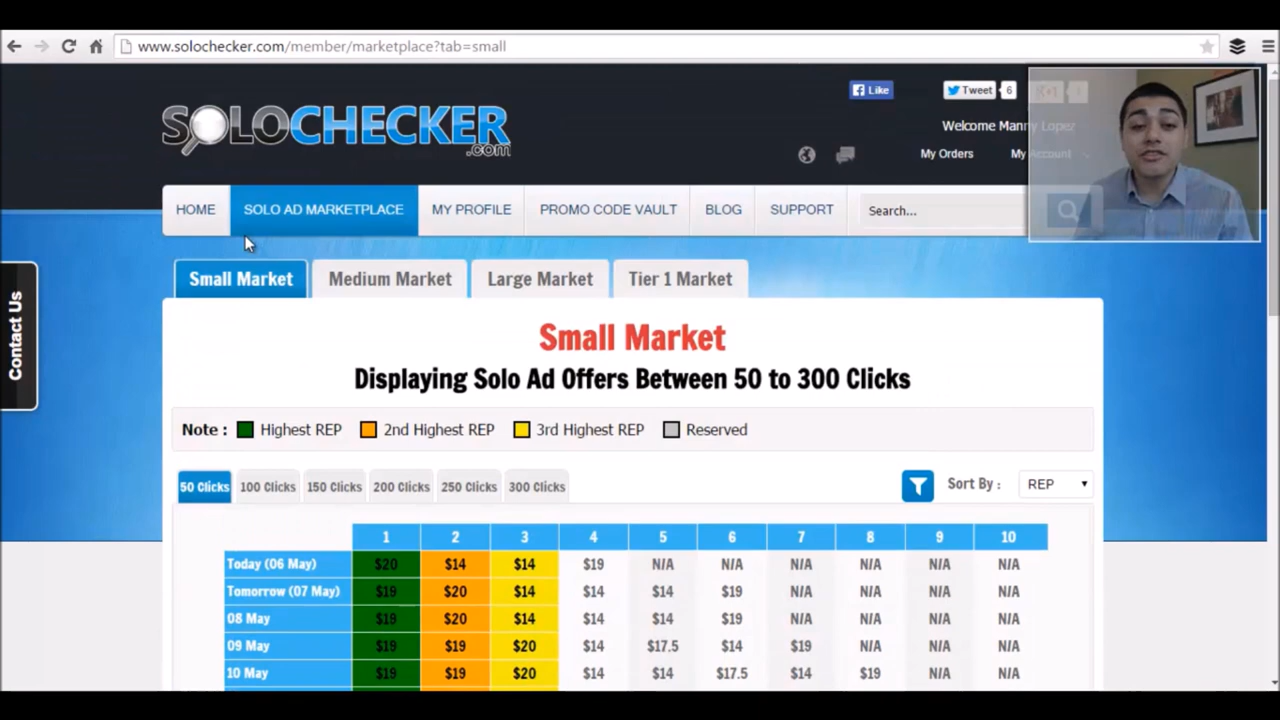 www.solochecker.com/member/marketplace?tab=small
SOLOCHECKER
.com
Like
Tweet 6
Welcome Manny Lopez
My Orders My Account
HOME SOLO AD MARKETPLACE MY PROFILE PROMO CODE VAULT BLOG SUPPORT Search...
Contact Us
Small Market Medium Market Large Market Tier 1 Market
Small Market
Displaying Solo Ad Offers Between 50 to 300 Clicks
Note : Highest REP 2nd Highest REP 3rd Highest REP Reserved
50 Clicks 100 Clicks 150 Clicks 200 Clicks 250 Clicks 300 Clicks Sort By : REP
1 2 3 4 5 6 7 8 9 10
Today (06 May) $20 $14 $14 $19 N/A N/A N/A N/A N/A N/A
Tomorrow (07 May) $19 $20 $14 $14 $14 $19 N/A N/A N/A N/A
08 May $19 $20 $14 $14 $14 $19 N/A N/A N/A N/A
09 May $19 $19 $20 $14 $17.5 $14 $19 N/A N/A N/A
10 May $19 $19 $20 $14 $14 $17.5 $14 $19 N/A N/A